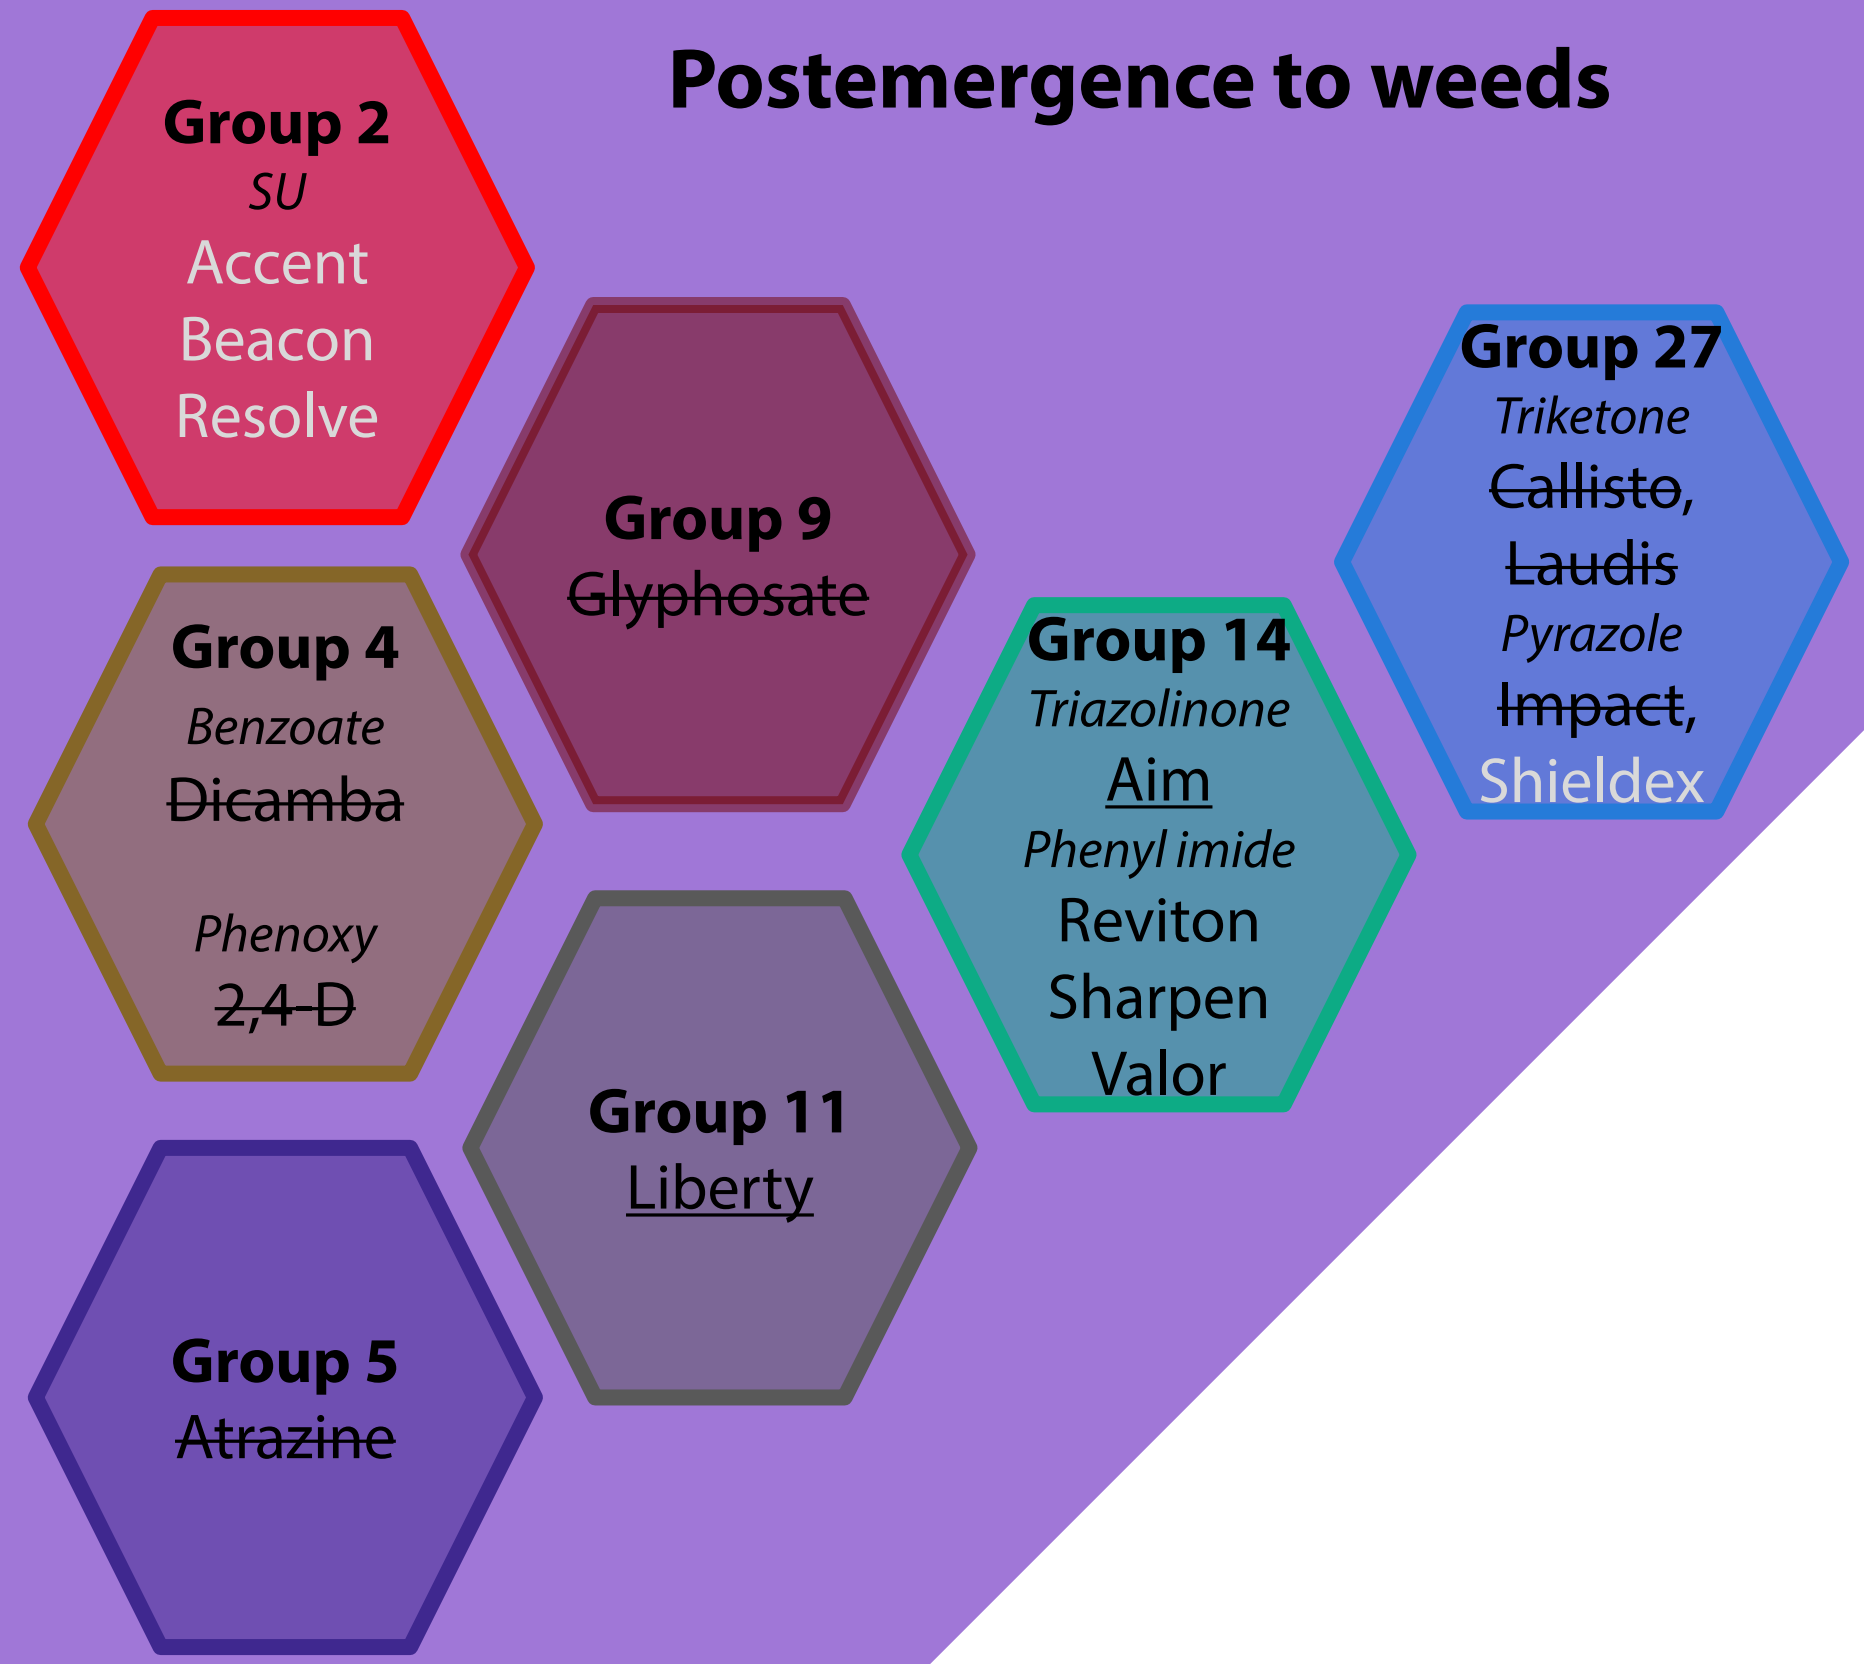 Postemergence to weeds
Group 2
SU
Accent
Beacon
Resolve
Group 4
Benzoate
Dicamba
Phenoxy
2,4-D
Group 5
Atrazine
Group 9
Glyphosate
Group 11
Liberty
Group 14
Triazolinone
Aim
Phenyl imide
Reviton
Sharpen
Valor
Group 27
Triketone
Callisto,
Laudis
Pyrazole
Impact,
Shieldex